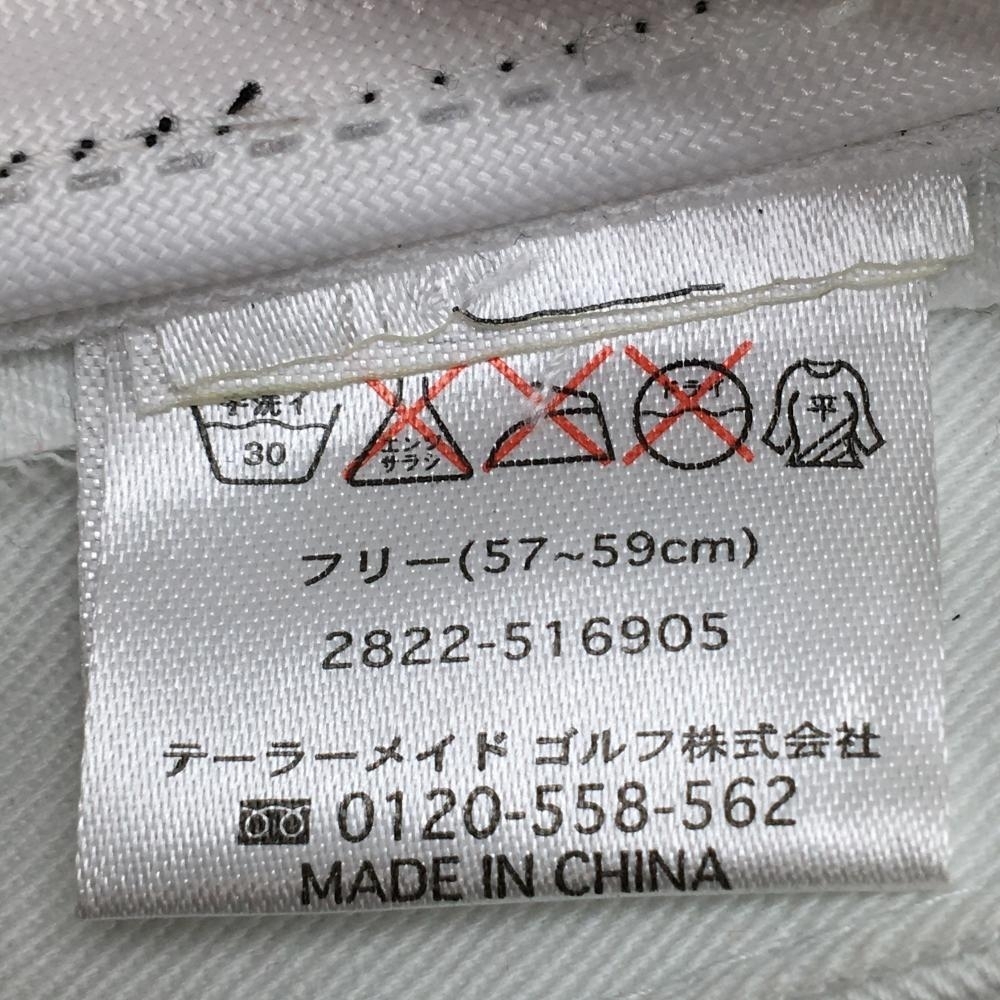 手洗イ
30
エンソ
サラシ
ドライ
平
フリー(57~59cm)
2822-516905
テーラーメイド ゴルフ株式会社
0120-558-562
MADE IN CHINA